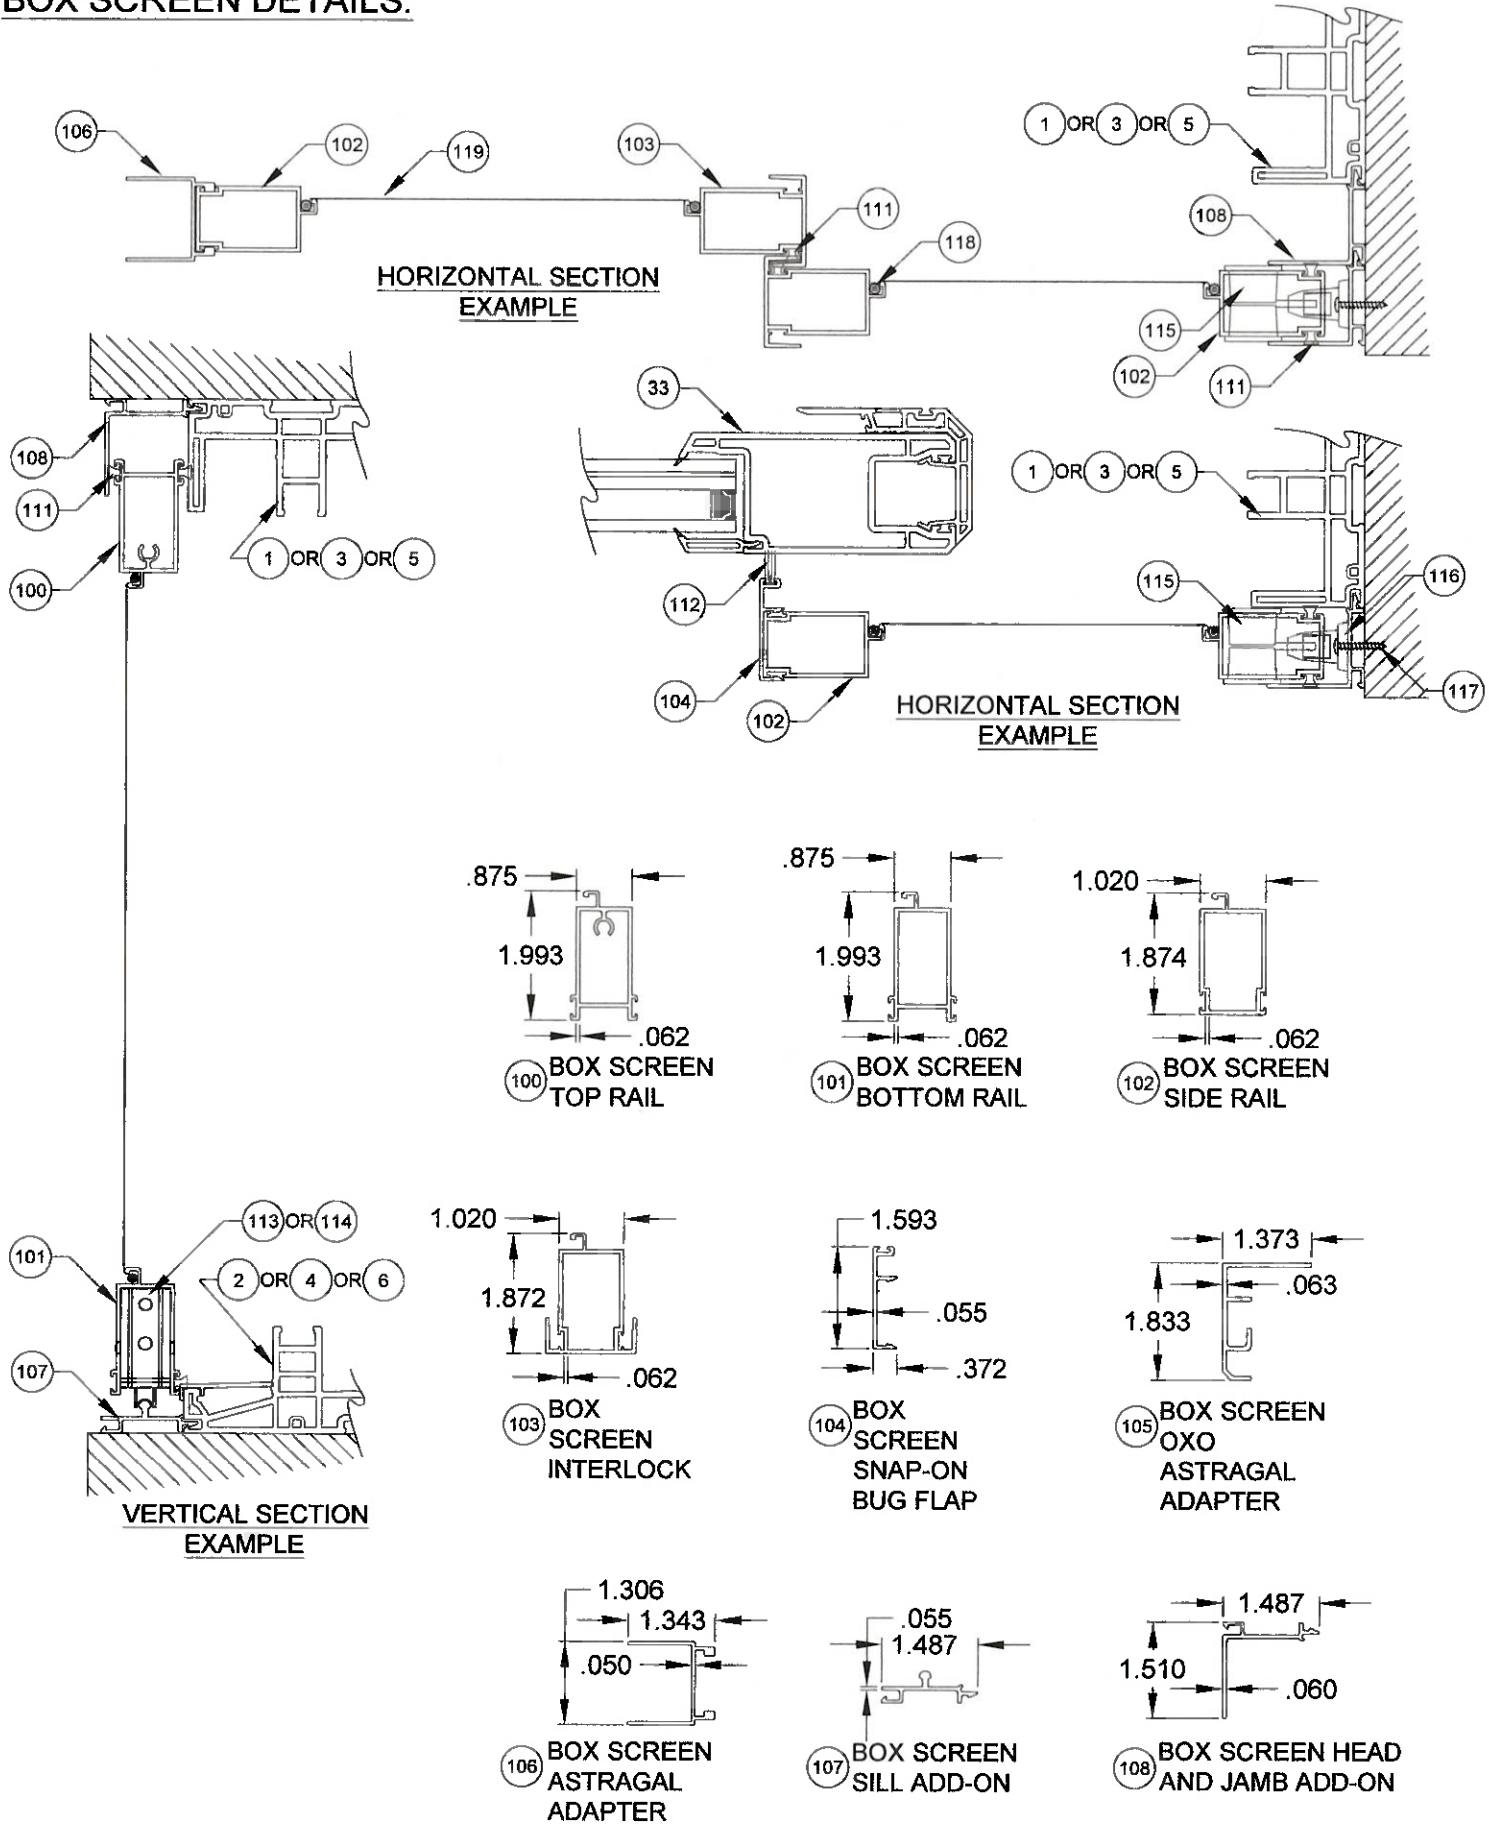 BOX SCREEN DETAILS:
106
102
119
103
111
118
1 OR 3 OR 5
108
115
102
111
HORIZONTAL SECTION
EXAMPLE
108
111
100
1 OR 3 OR 5
33
112
104
102
1 OR 3 OR 5
115
116
117
HORIZONTAL SECTION
EXAMPLE
.875
1.993
.062
100 BOX SCREEN
TOP RAIL
.875
1.993
.062
101 BOX SCREEN
BOTTOM RAIL
1.020
1.874
.062
102 BOX SCREEN
SIDE RAIL
113 OR 114
101
2 OR 4 OR 6
107
VERTICAL SECTION
EXAMPLE
1.020
1.872
.062
103 BOX
SCREEN
INTERLOCK
1.593
.055
.372
104 BOX
SCREEN
SNAP-ON
BUG FLAP
1.373
.063
1.833
105 BOX SCREEN
OXO
ASTRAGAL
ADAPTER
1.306
1.343
.050
106 BOX SCREEN
ASTRAGAL
ADAPTER
.055
1.487
107 BOX SCREEN
SILL ADD-ON
1.487
1.510
.060
108 BOX SCREEN HEAD
AND JAMB ADD-ON